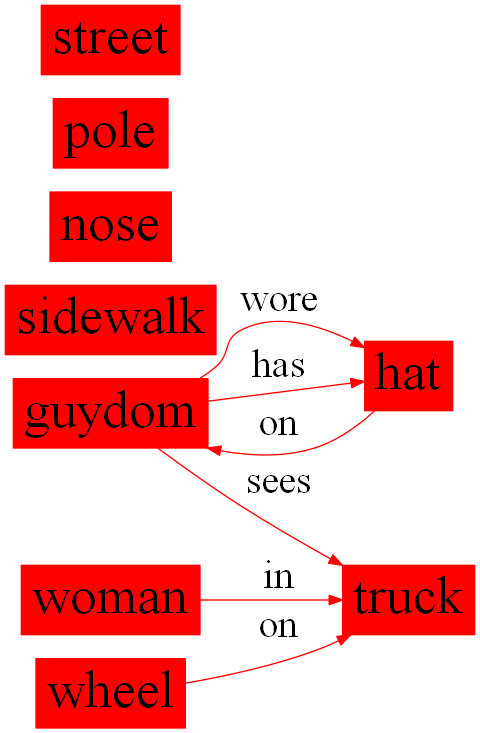 street
pole
nose
sidewalk
wore
has
hat
guydom
on
sees
in
woman
truck
on
wheel